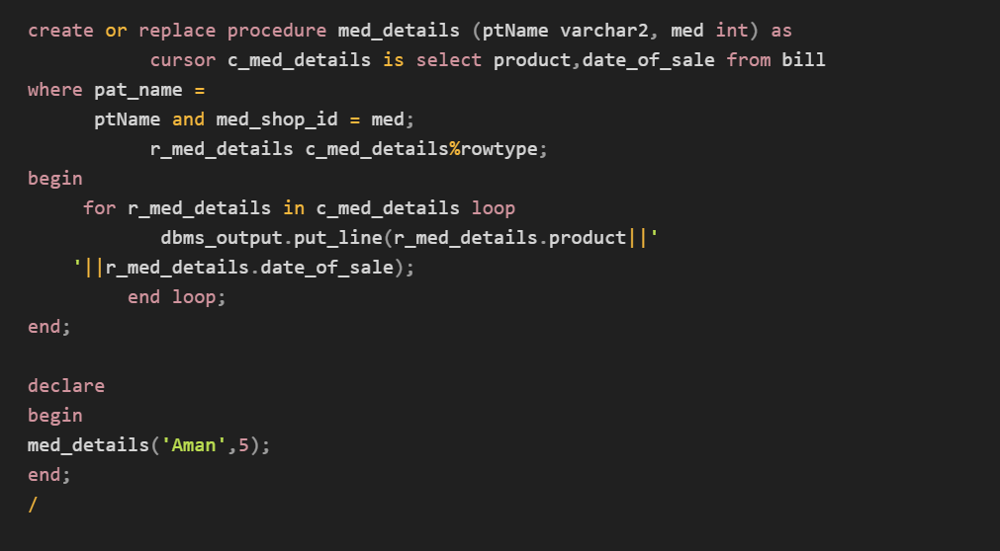 create or replace procedure med_details (ptName varchar2, med int) as
cursor c_med_details is select product,date_of_sale from bill
where pat_name =
ptName and med_shop_id = med;
r_med_details c_med_details%rowtype;
begin
for r_med_details in c_med_details loop
dbms_output.put_line(r_med_details.product||'
'||r_med_details.date_of_sale);
end loop;
end;
declare
begin
med_details('Aman',5);
end;
/